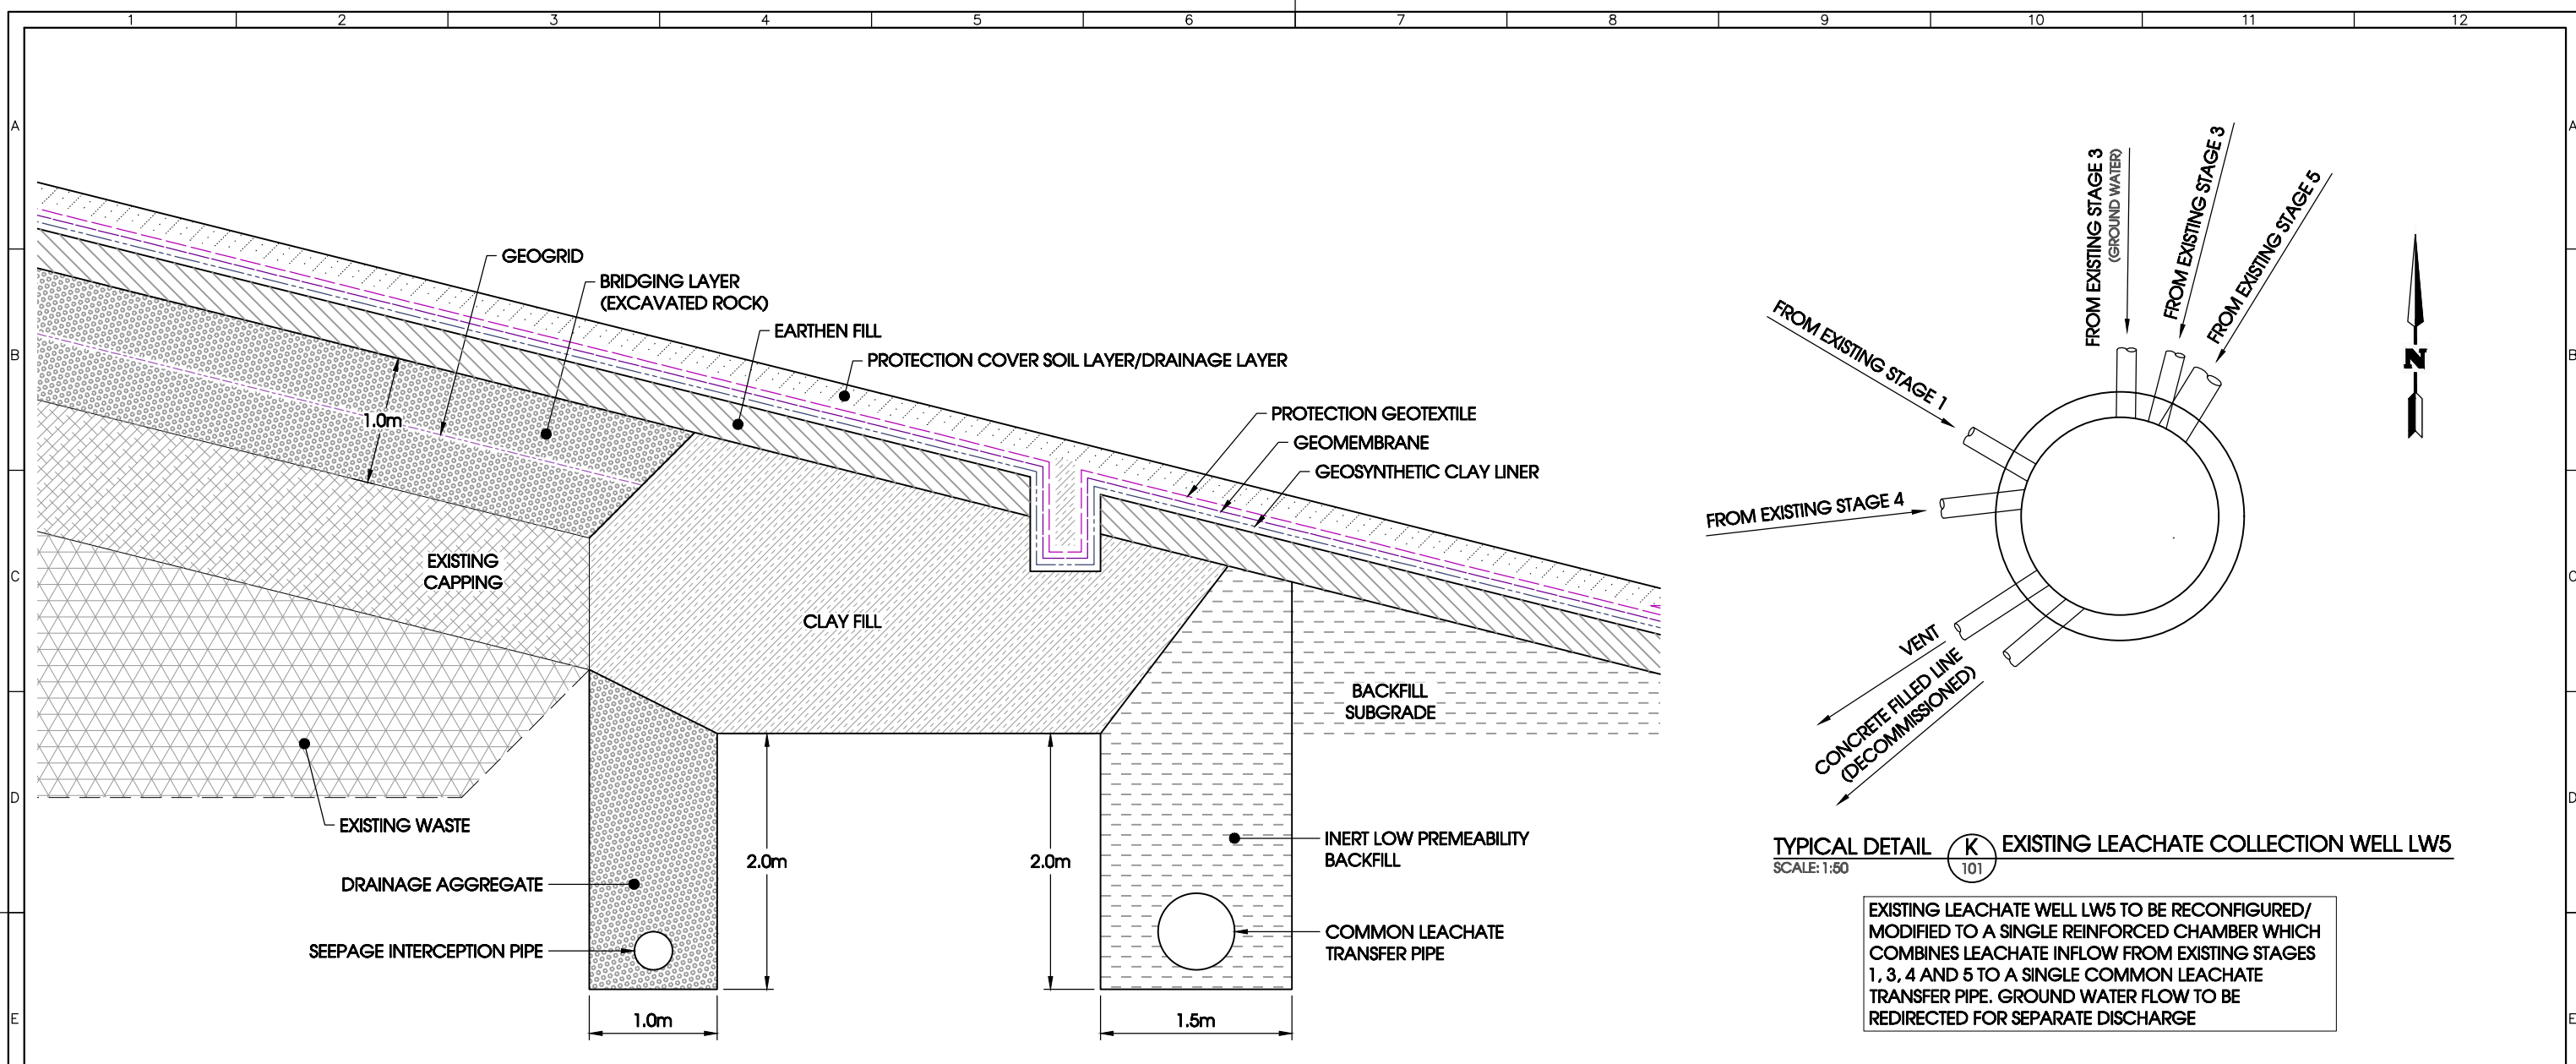 1 2 3 4 5 6 7 8 9 10 11 12
A
A
B
B
C
C
D
D
E
E
GEOGRID
BRIDGING LAYER
(EXCAVATED ROCK)
EARTHEN FILL
PROTECTION COVER SOIL LAYER/DRAINAGE LAYER
PROTECTION GEOTEXTILE
GEOMEMBRANE
GEOSYNTHETIC CLAY LINER
1.0m
EXISTING
CAPPING
CLAY FILL
BACKFILL
SUBGRADE
EXISTING WASTE
DRAINAGE AGGREGATE
SEEPAGE INTERCEPTION PIPE
2.0m
2.0m
INERT LOW PREMEABILITY
BACKFILL
COMMON LEACHATE
TRANSFER PIPE
1.0m
1.5m
FROM EXISTING STAGE 3
(GROUND WATER)
FROM EXISTING STAGE 3
FROM EXISTING STAGE 5
FROM EXISTING STAGE 1
FROM EXISTING STAGE 4
VENT
CONCRETE FILLED LINE
(DECOMMISSIONED)
N
TYPICAL DETAIL K EXISTING LEACHATE COLLECTION WELL LW5
SCALE: 1:50 101
EXISTING LEACHATE WELL LW5 TO BE RECONFIGURED/
MODIFIED TO A SINGLE REINFORCED CHAMBER WHICH
COMBINES LEACHATE INFLOW FROM EXISTING STAGES
1, 3, 4 AND 5 TO A SINGLE COMMON LEACHATE
TRANSFER PIPE. GROUND WATER FLOW TO BE
REDIRECTED FOR SEPARATE DISCHARGE